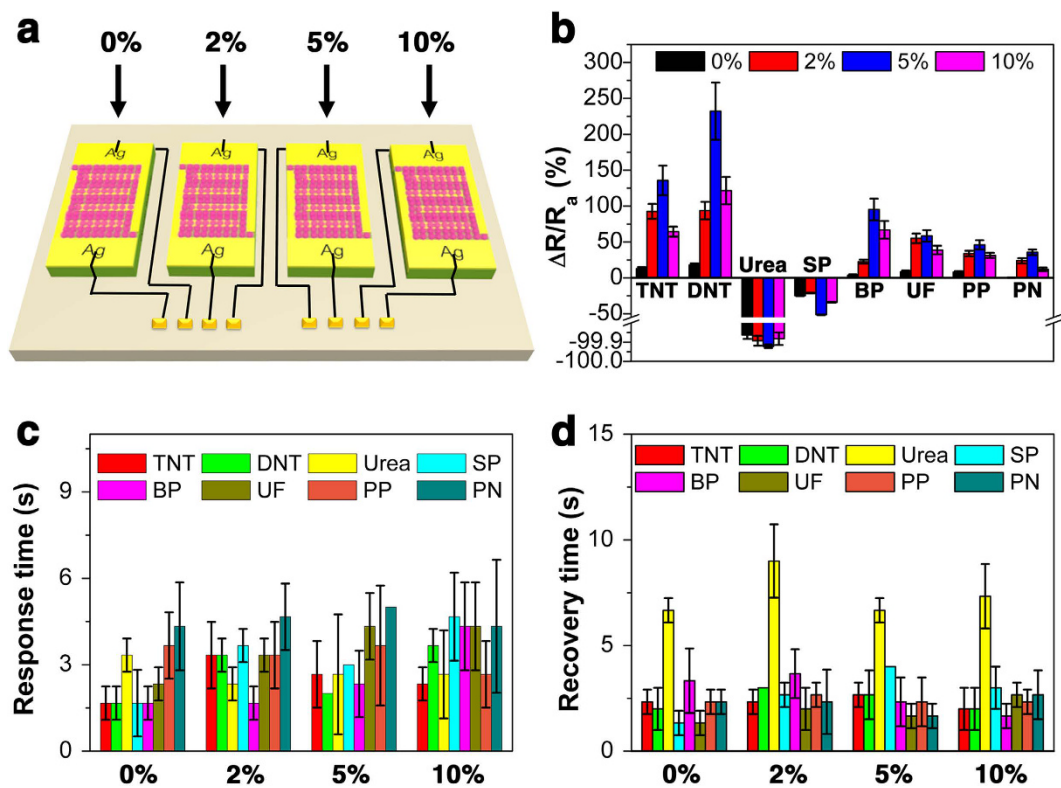 a
0% 2% 5% 10%
Ag Ag Ag Ag
Ag Ag Ag Ag
b
0% 2% 5% 10%
ΔR/Ra (%)
300
250
200
150
100
50
0
-50
-99.9
-100.0
TNT DNT Urea SP BP UF PP PN
c
Response time (s)
9
6
3
0
TNT DNT Urea SP
BP UF PP PN
0% 2% 5% 10%
d
Recovery time (s)
15
10
5
0
TNT DNT Urea SP
BP UF PP PN
0% 2% 5% 10%